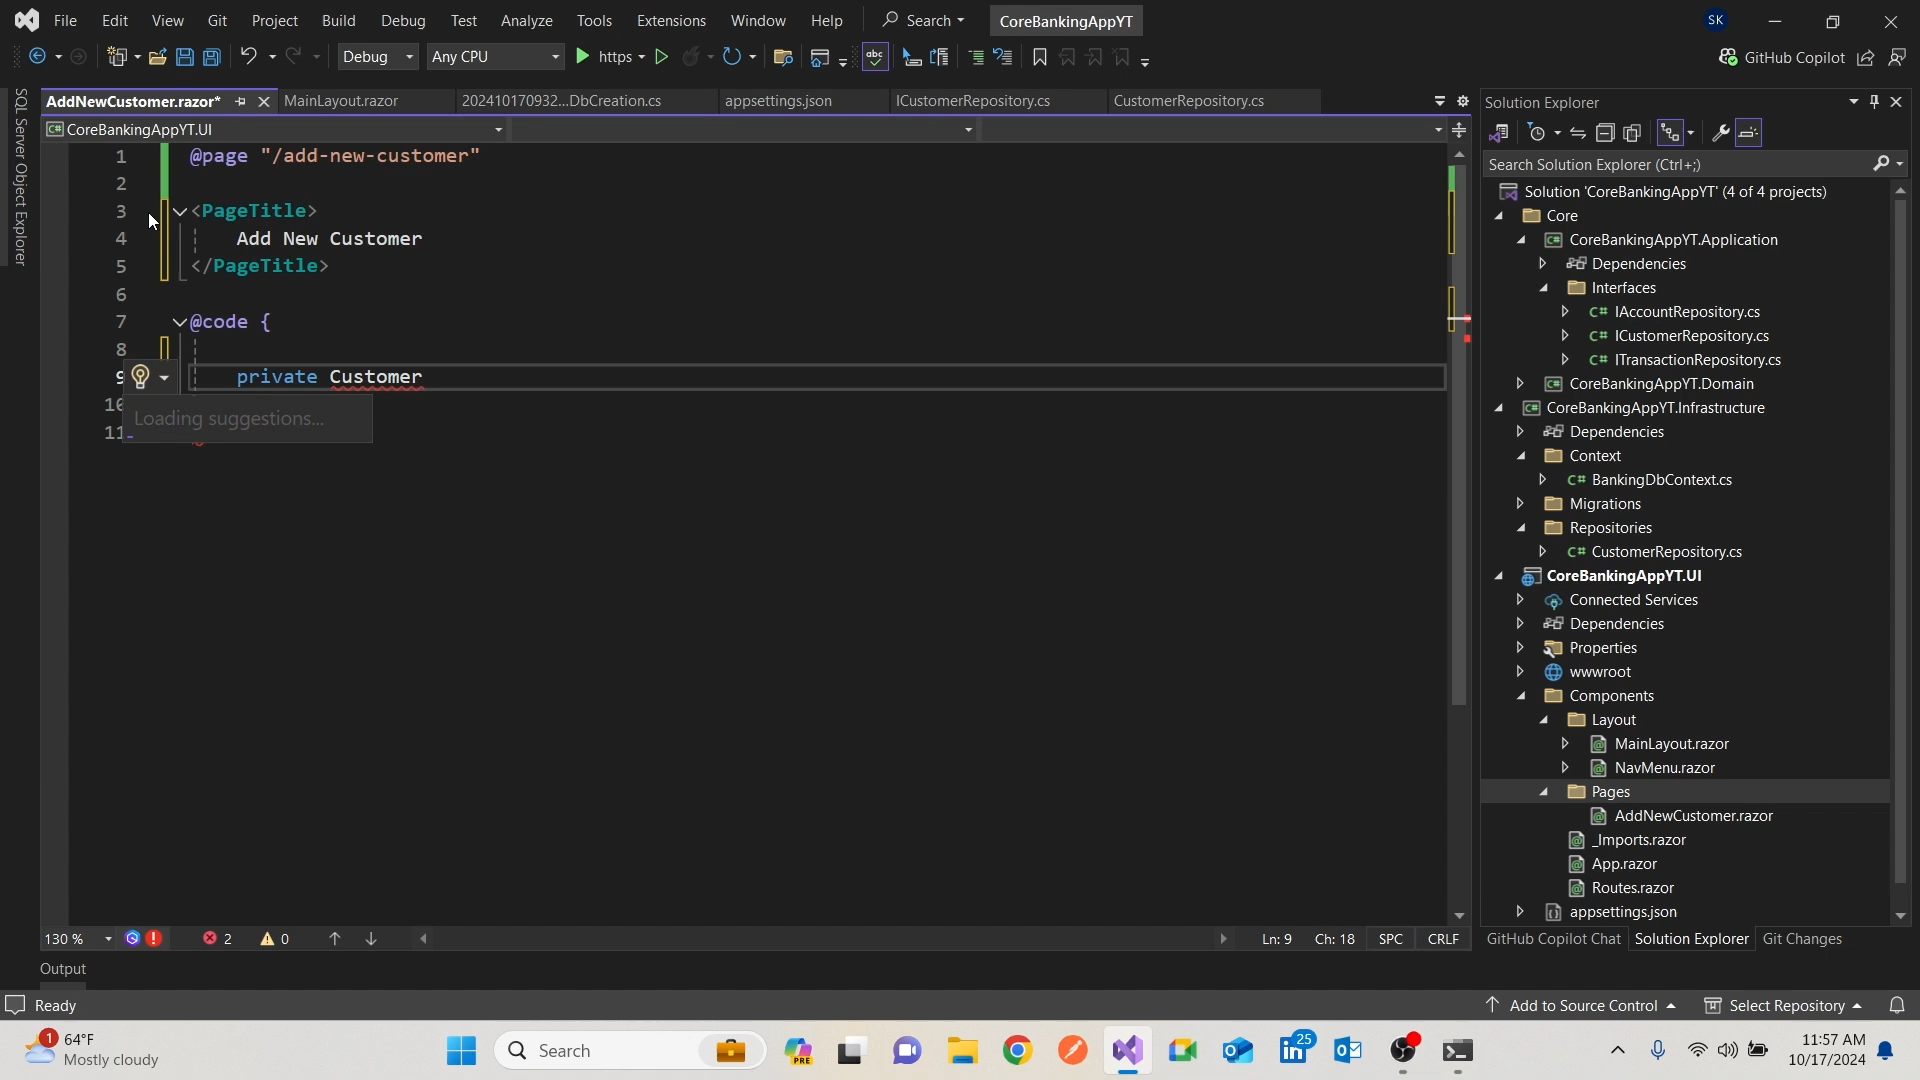 File Edit View Git Project Build Debug Test Analyze Tools Extensions Window Help Search CoreBankingAppYT SK
Debug Any CPU https abc GitHub Copilot
SQL Server Object Explorer
AddNewCustomer.razor* MainLayout.razor 202410170932...DbCreation.cs appsettings.json ICustomerRepository.cs CustomerRepository.cs
C# CoreBankingAppYT.UI
1 @page "/add-new-customer"
2
3 <PageTitle>
4 Add New Customer
5 </PageTitle>
6
7 @code {
8
9 private Customer
10
11
Loading suggestions...
130 % 2 0 Ln: 9 Ch: 18 SPC CRLF
Output
Solution Explorer
Search Solution Explorer (Ctrl+;)
Solution 'CoreBankingAppYT' (4 of 4 projects)
Core
C# CoreBankingAppYT.Application
Dependencies
Interfaces
C# IAccountRepository.cs
C# ICustomerRepository.cs
C# ITransactionRepository.cs
C# CoreBankingAppYT.Domain
C# CoreBankingAppYT.Infrastructure
Dependencies
Context
C# BankingDbContext.cs
Migrations
Repositories
C# CustomerRepository.cs
CoreBankingAppYT.UI
Connected Services
Dependencies
Properties
wwwroot
Components
Layout
MainLayout.razor
NavMenu.razor
Pages
AddNewCustomer.razor
_Imports.razor
App.razor
Routes.razor
appsettings.json
GitHub Copilot Chat Solution Explorer Git Changes
Ready Add to Source Control Select Repository
1 64°F
Mostly cloudy
Search PRE 25
11:57 AM
10/17/2024